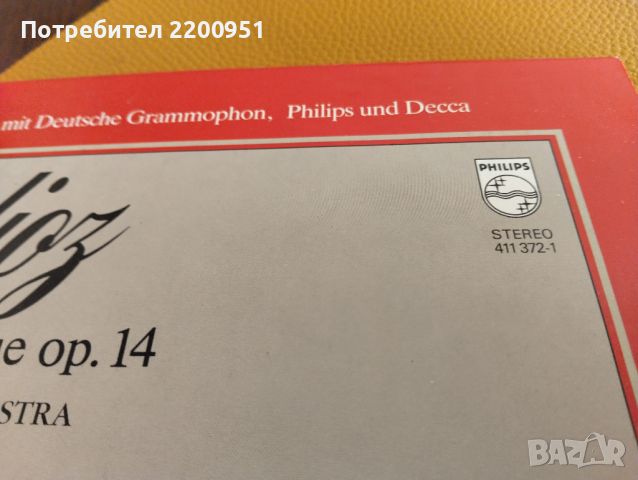 Потребител 2200951
mit Deutsche Grammophon, Philips und Decca
PHILIPS
STEREO
411 372-1
lioz
ue op. 14
STRA
BAZAR